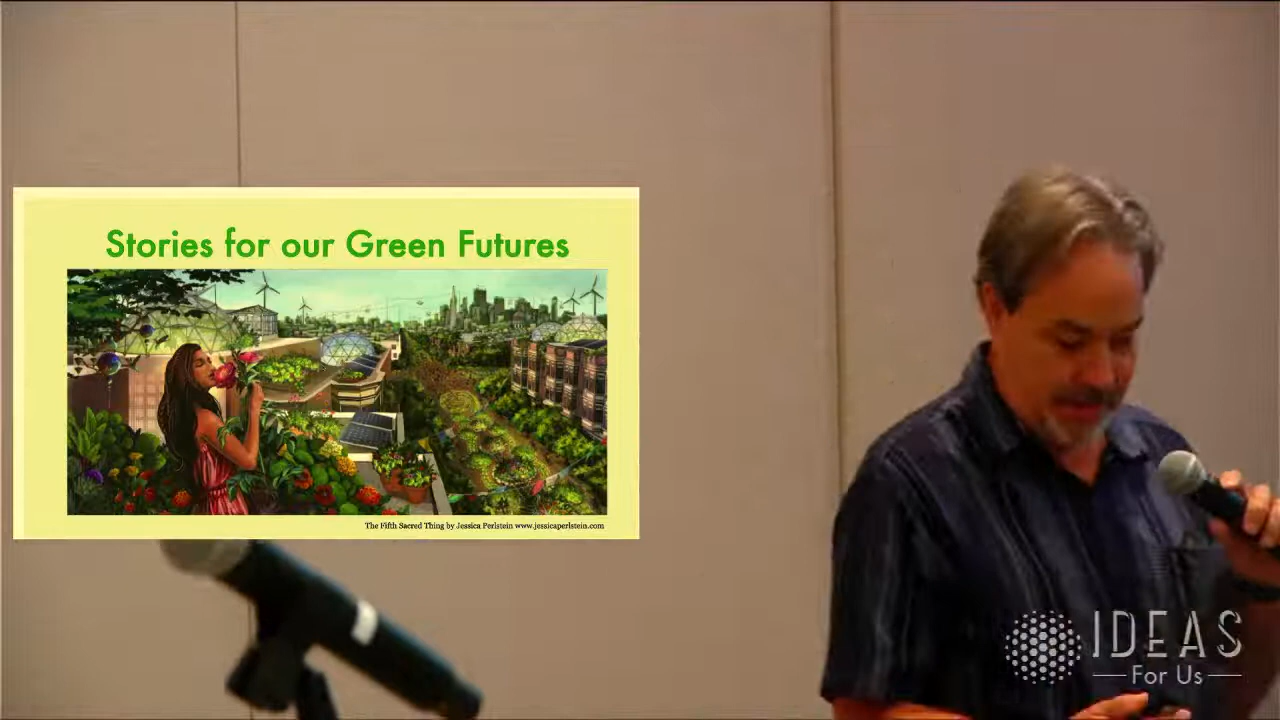 Stories for our Green Futures
The Fifth Sacred Thing by Jessica Perlstein www.jessicaperlstein.com
IDEAS
For Us